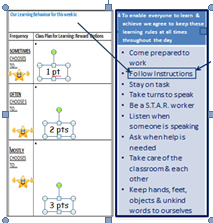 Our Learning Behaviour for this week is:
Frequency
Class Plan for Learning Reward Options
SOMETIMES
CHOOSES
TO...
1 pt
OFTEN
CHOOSES
TO...
2 pts
MOSTLY
CHOOSES
TO...
3 pts
To enable everyone to learn &
achieve we agree to keep these
learning rules at all times
throughout the day
• Come prepared to
work
• Follow Instructions
• Stay on task
• Take turns to speak
• Be a S.T.A.R. worker
• Listen when
someone is speaking
• Ask when help is
needed
• Take care of the
classroom & each
other
• Keep hands, feet,
objects & unkind
words to ourselves